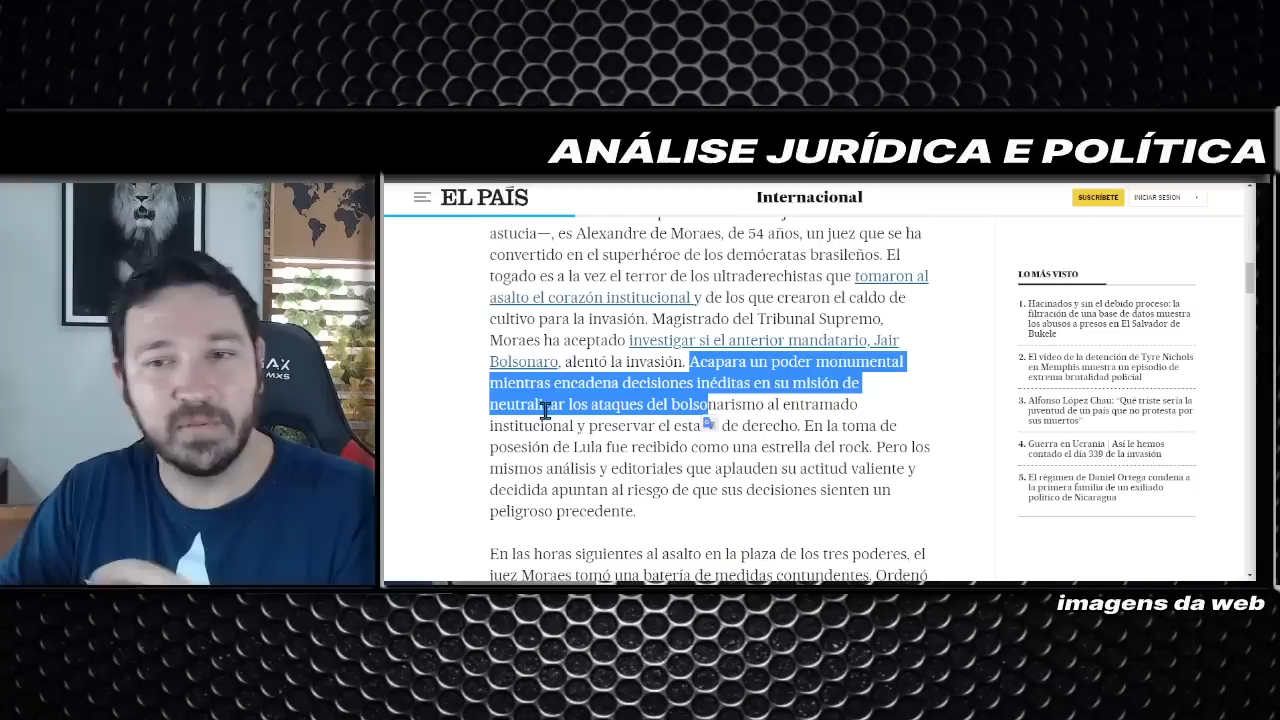 ANÁLISE JURÍDICA E POLÍTICA
EL PAÍS
Internacional
SUSCRÍBETE
INICIAR SESIÓN
astucia—, es Alexandre de Moraes, de 54 años, un juez que se ha
convertido en el superhéroe de los demócratas brasileños. El
togado es a la vez el terror de los ultraderechistas que tomaron al
asalto el corazón institucional y de los que crearon el caldo de
cultivo para la invasión. Magistrado del Tribunal Supremo,
Moraes ha aceptado investigar si el anterior mandatario, Jair
Bolsonaro, alentó la invasión. Acapara un poder monumental
mientras encadena decisiones inéditas en su misión de
neutralizar los ataques del bolsonarismo al entramado
institucional y preservar el esta de derecho. En la toma de
posesión de Lula fue recibido como una estrella del rock. Pero los
mismos análisis y editoriales que aplauden su actitud valiente y
decidida apuntan al riesgo de que sus decisiones sienten un
peligroso precedente.
En las horas siguientes al asalto en la plaza de los tres poderes, el
juez Moraes tomó una batería de medidas contundentes. Ordenó
LO MÁS VISTO
1. Hacinados y sin el debido proceso: la
filtración de una base de datos muestra
los abusos a presos en El Salvador de
Bukele
2. El vídeo de la detención de Tyre Nichols
en Memphis muestra un episodio de
extrema brutalidad policial
3. Alfonso López Chau: “Qué triste sería la
juventud de un país que no protesta por
sus muertos”
4. Guerra en Ucrania | Así le hemos
contado el día 339 de la invasión
5. El régimen de Daniel Ortega condena a
la primera familia de un exiliado
político de Nicaragua
imagens da web